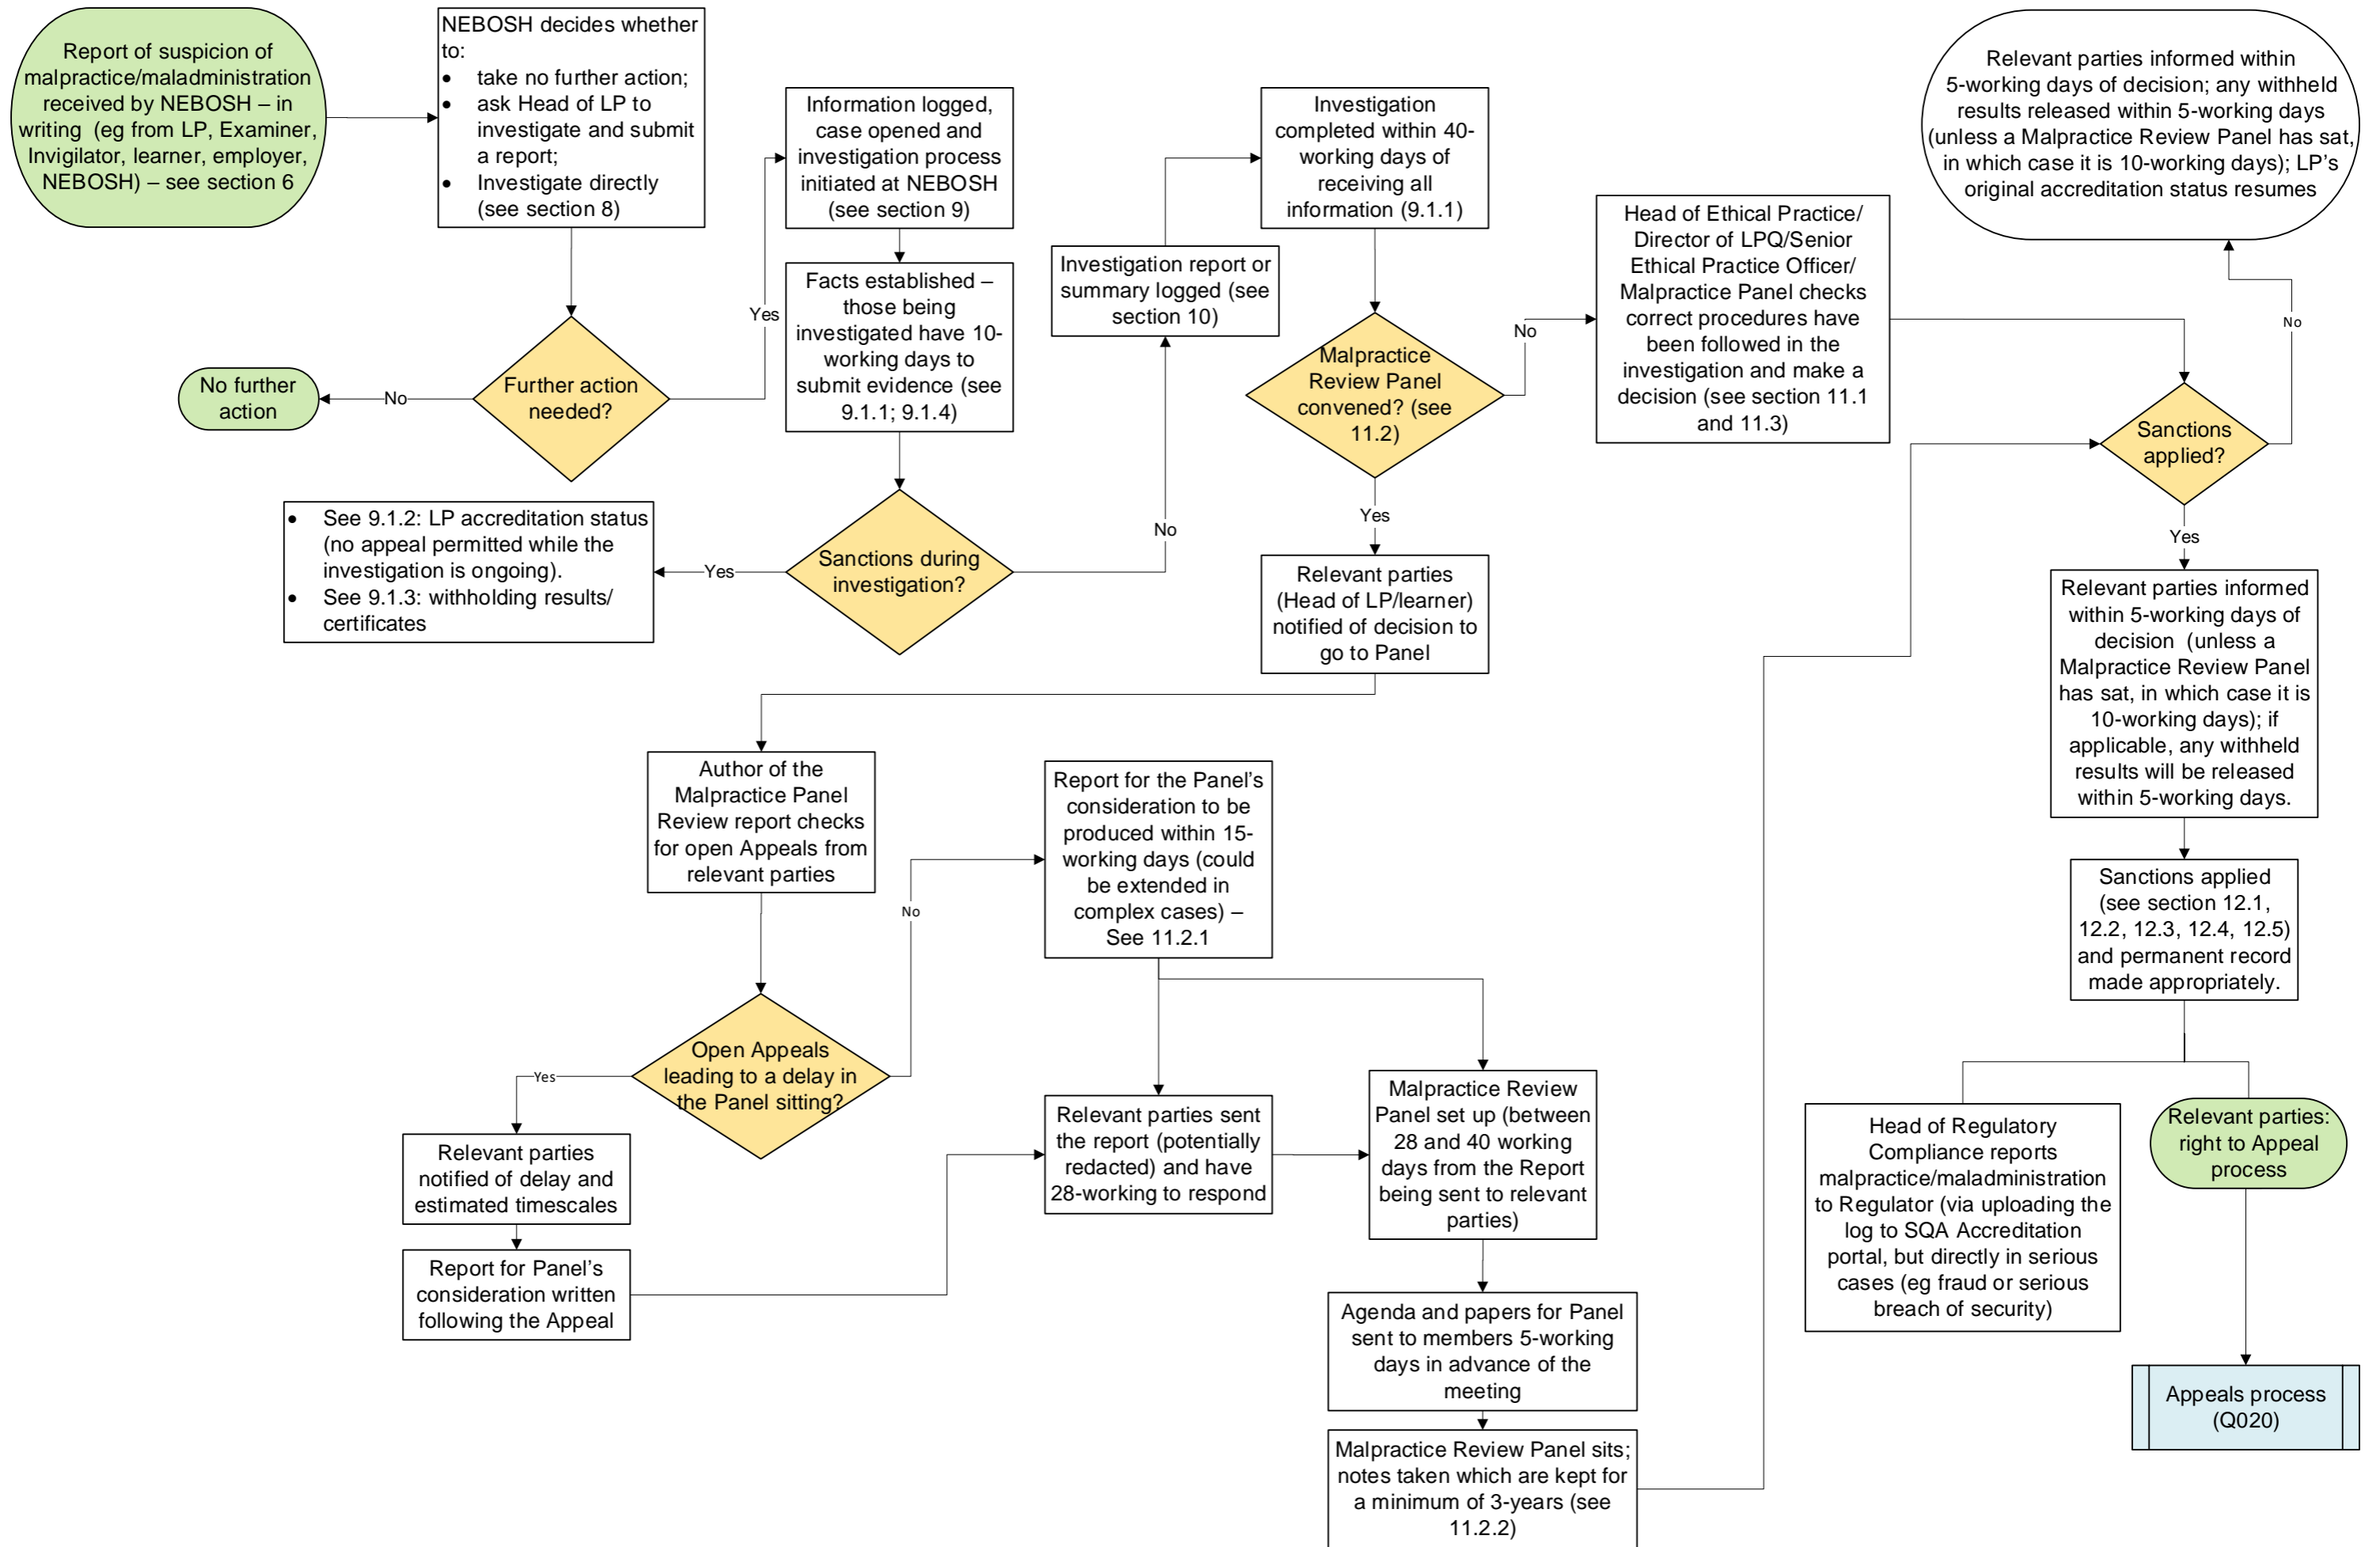 Report of suspicion of
malpractice/maladministration
received by NEBOSH – in
writing (eg from LP, Examiner,
Invigilator, learner, employer,
NEBOSH) – see section 6
NEBOSH decides whether
to:
• take no further action;
• ask Head of LP to
investigate and submit
a report;
• Investigate directly
(see section 8)
Further action
needed?
No
No further
action
Yes
Information logged,
case opened and
investigation process
initiated at NEBOSH
(see section 9)
Facts established –
those being
investigated have 10-
working days to
submit evidence (see
9.1.1; 9.1.4)
Sanctions during
investigation?
Yes
• See 9.1.2: LP accreditation status
(no appeal permitted while the
investigation is ongoing).
• See 9.1.3: withholding results/
certificates
No
Investigation report or
summary logged (see
section 10)
Investigation
completed within 40-
working days of
receiving all
information (9.1.1)
Malpractice
Review Panel
convened? (see
11.2)
No
Head of Ethical Practice/
Director of LPQ/Senior
Ethical Practice Officer/
Malpractice Panel checks
correct procedures have
been followed in the
investigation and make a
decision (see section 11.1
and 11.3)
Yes
Relevant parties
(Head of LP/learner)
notified of decision to
go to Panel
Author of the
Malpractice Panel
Review report checks
for open Appeals from
relevant parties
Open Appeals
leading to a delay in
the Panel sitting?
Yes
Relevant parties
notified of delay and
estimated timescales
Report for Panel's
consideration written
following the Appeal
No
Report for the Panel's
consideration to be
produced within 15-
working days (could
be extended in
complex cases) –
See 11.2.1
Relevant parties sent
the report (potentially
redacted) and have
28-working to respond
Malpractice Review
Panel set up (between
28 and 40 working
days from the Report
being sent to relevant
parties)
Agenda and papers for Panel
sent to members 5-working
days in advance of the
meeting
Malpractice Review Panel sits;
notes taken which are kept for
a minimum of 3-years (see
11.2.2)
Sanctions
applied?
No
Relevant parties informed within
5-working days of decision; any withheld
results released within 5-working days
(unless a Malpractice Review Panel has sat,
in which case it is 10-working days); LP's
original accreditation status resumes
Yes
Relevant parties informed
within 5-working days of
decision (unless a
Malpractice Review Panel
has sat, in which case it is
10-working days); if
applicable, any withheld
results will be released
within 5-working days.
Sanctions applied
(see section 12.1,
12.2, 12.3, 12.4, 12.5)
and permanent record
made appropriately.
Head of Regulatory
Compliance reports
malpractice/maladministration
to Regulator (via uploading the
log to SQA Accreditation
portal, but directly in serious
cases (eg fraud or serious
breach of security)
Relevant parties:
right to Appeal
process
Appeals process
(Q020)